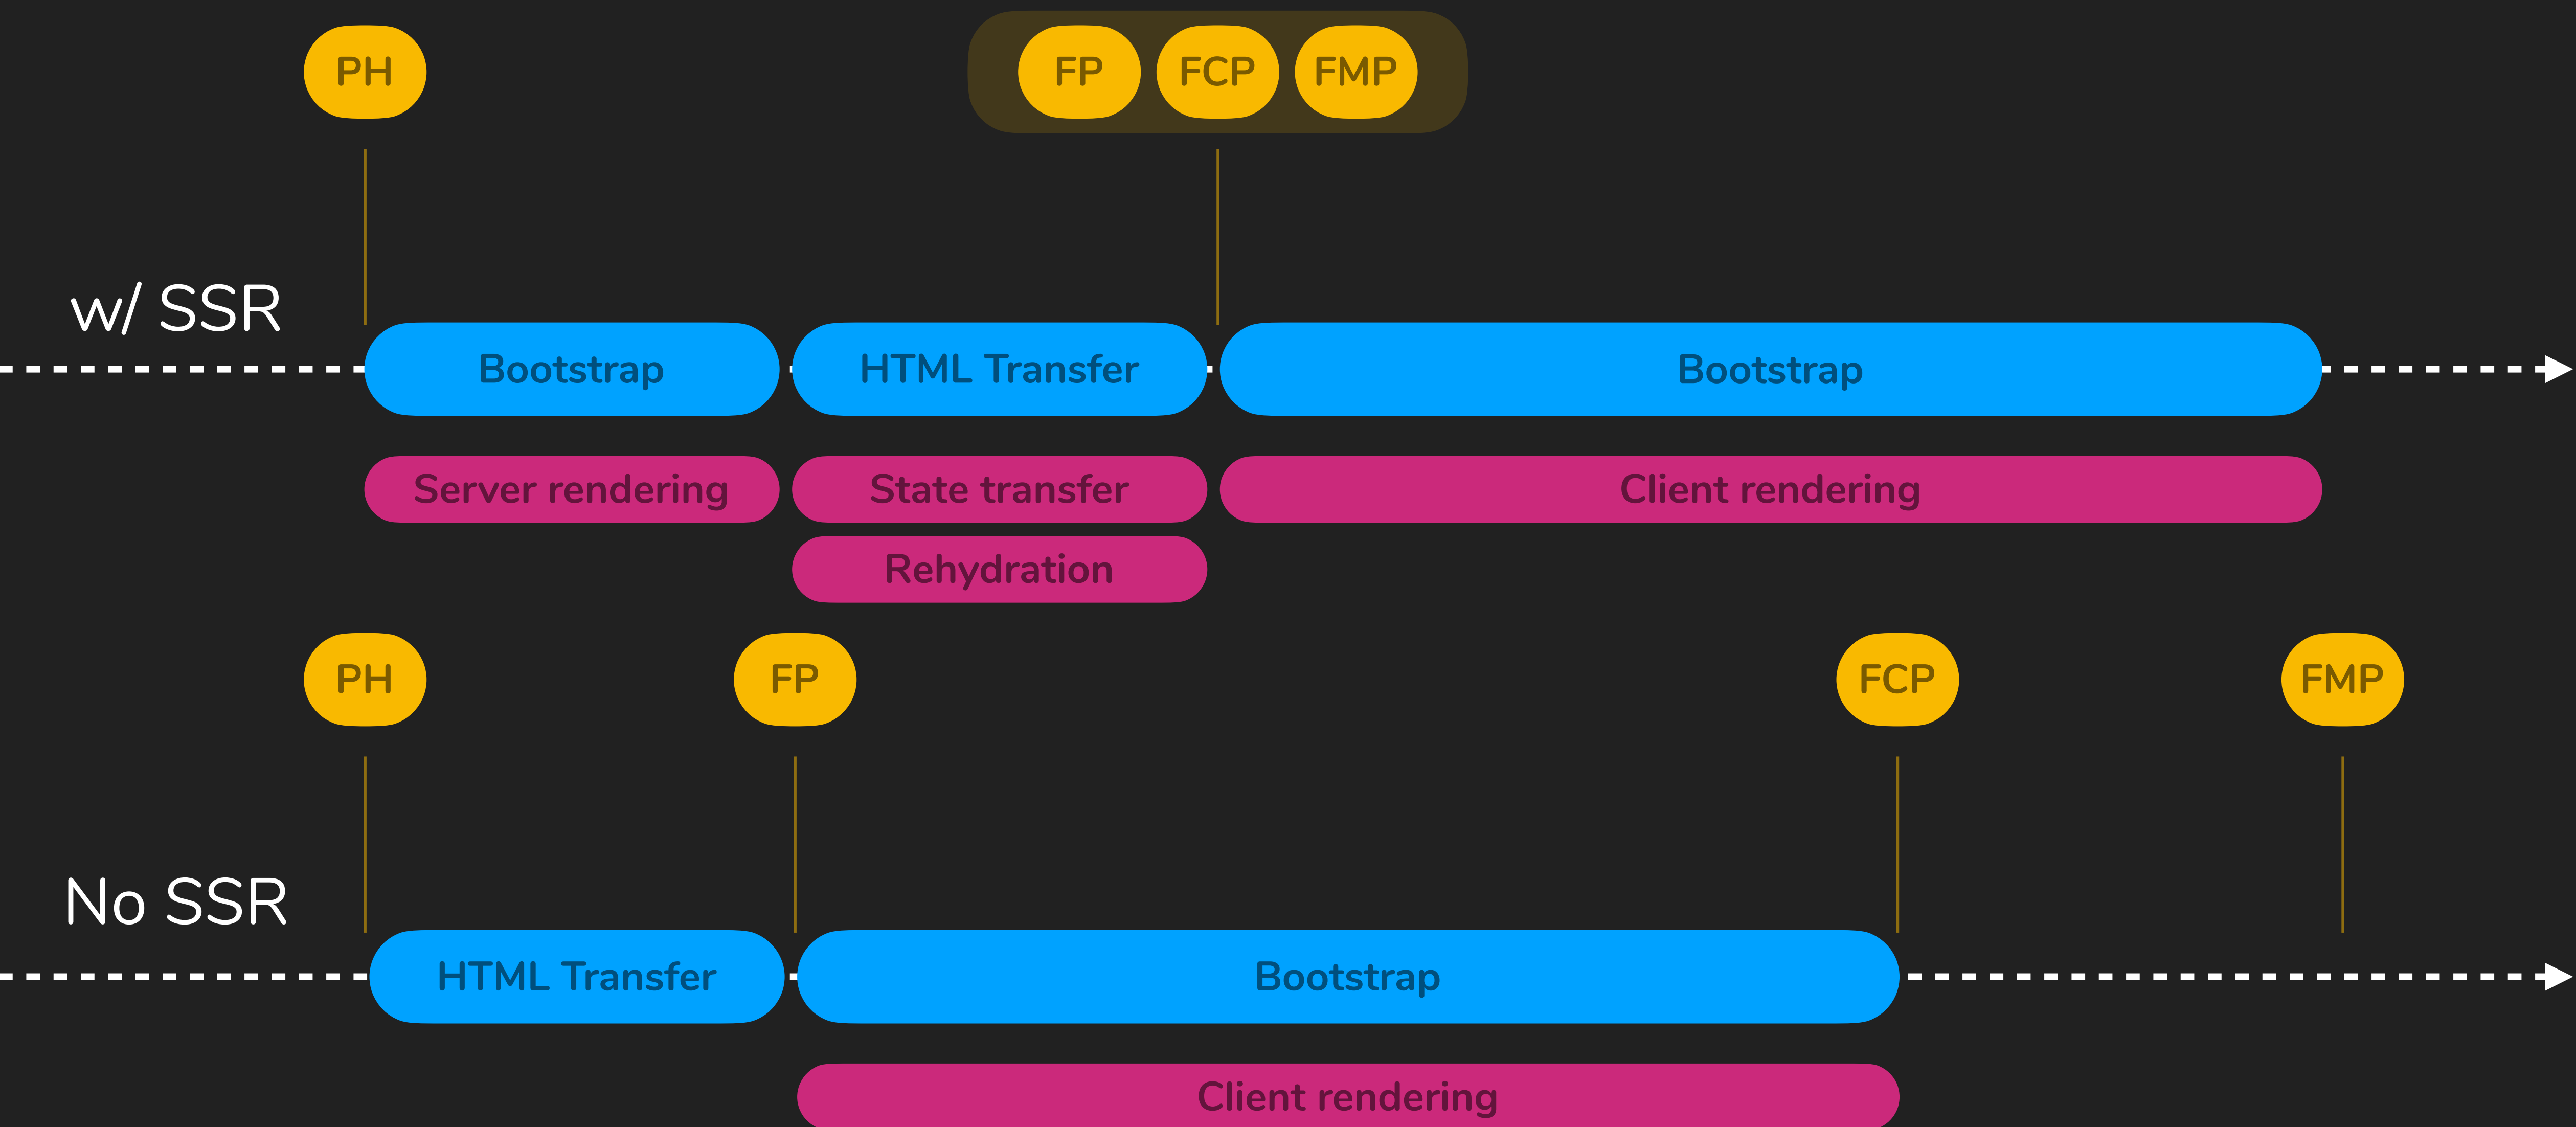 PH
FP FCP FMP
w/ SSR
Bootstrap HTML Transfer Bootstrap
Server rendering State transfer Client rendering
Rehydration
PH FP FCP FMP
No SSR
HTML Transfer Bootstrap
Client rendering